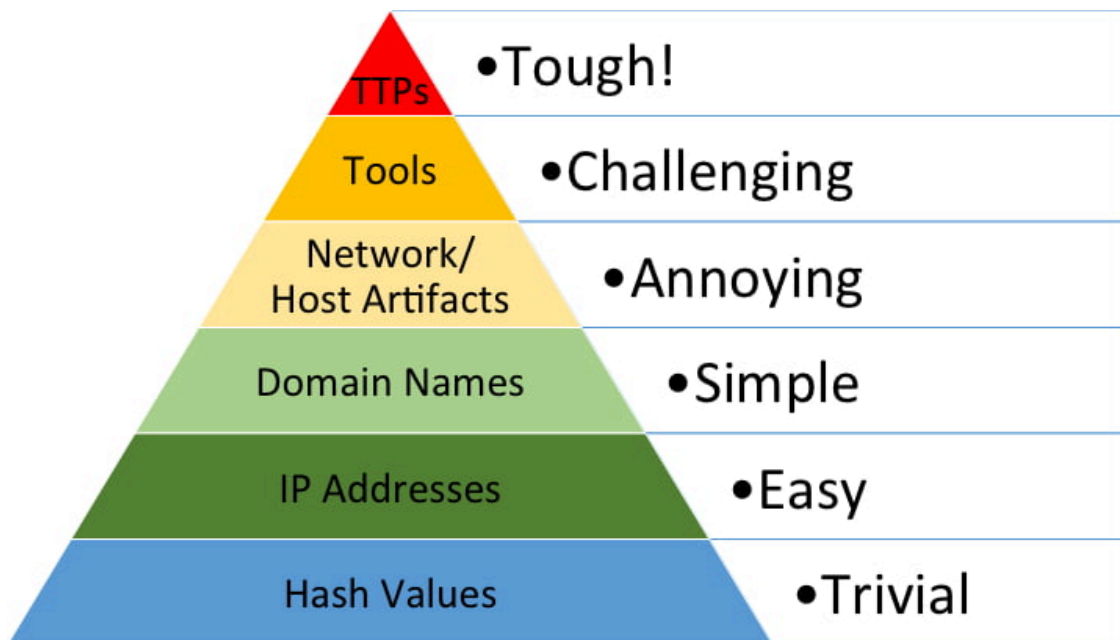 TTPs
•Tough!
Tools
•Challenging
Network/
Host Artifacts
•Annoying
Domain Names
•Simple
IP Addresses
•Easy
Hash Values
•Trivial